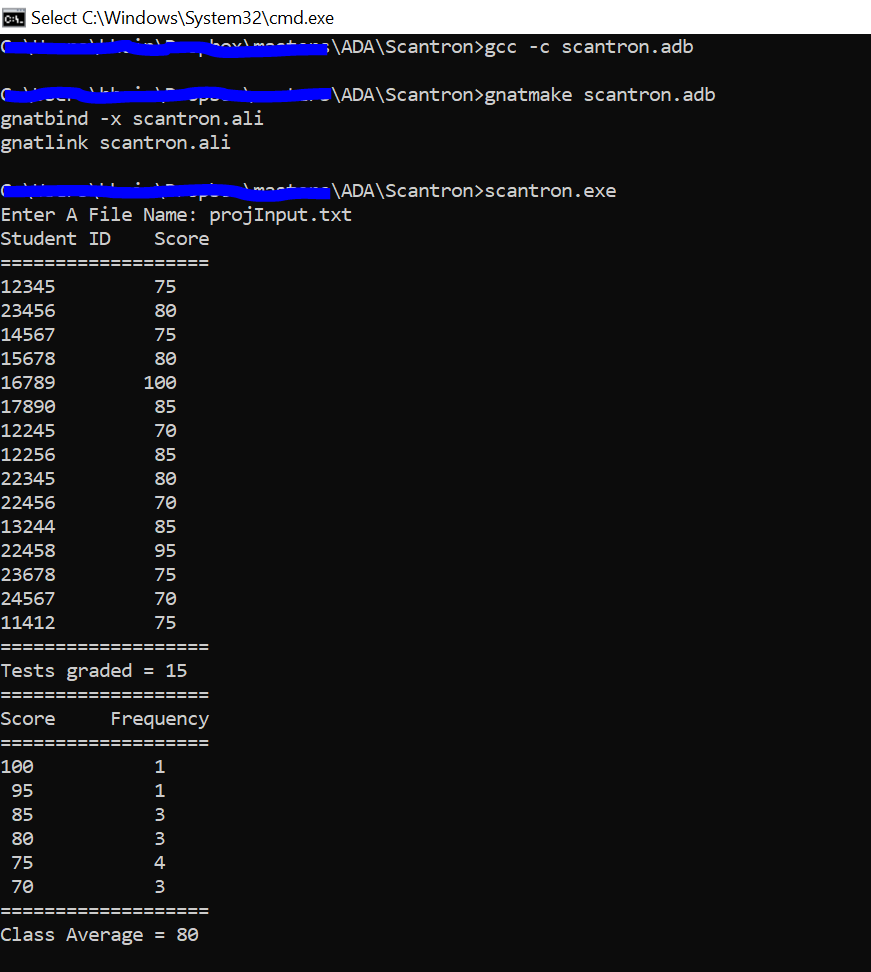 Select C:\Windows\System32\cmd.exe
\ADA\Scantron>gcc -c scantron.adb
\ADA\Scantron>gnatmake scantron.adb
gnatbind -x scantron.ali
gnatlink scantron.ali
\ADA\Scantron>scantron.exe
Enter A File Name: projInput.txt
Student ID    Score
===================
12345         75
23456         80
14567         75
15678         80
16789        100
17890         85
12245         70
12256         85
22345         80
22456         70
13244         85
22458         95
23678         75
24567         70
11412         75
===================
Tests graded = 15
===================
Score     Frequency
===================
100           1
 95           1
 85           3
 80           3
 75           4
 70           3
===================
Class Average = 80